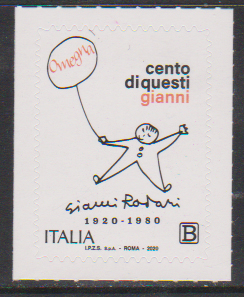 Omegna
cento
di questi
gianni
Gianni Rodari
1920-1980
ITALIA B
I.P.Z.S. S.p.A. - ROMA - 2020